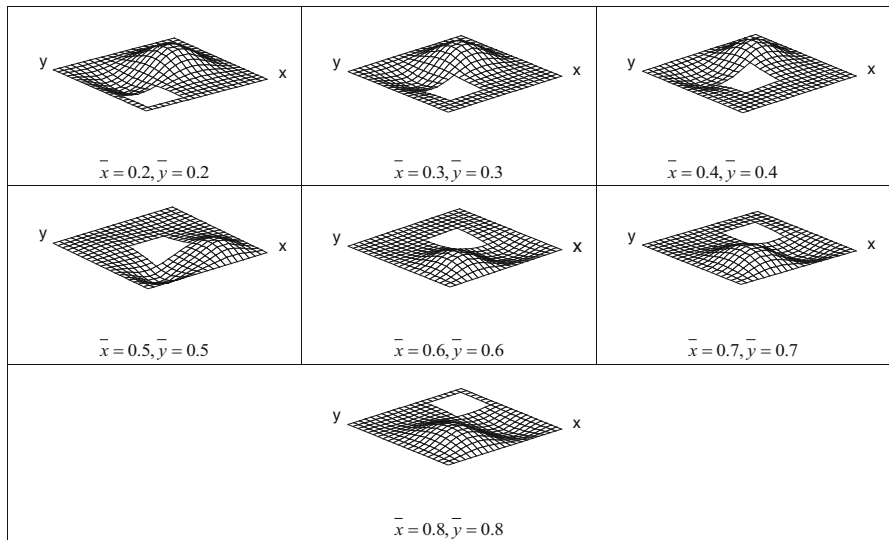 y x
x̅ = 0.2, y̅ = 0.2
y x
x̅ = 0.3, y̅ = 0.3
y x
x̅ = 0.4, y̅ = 0.4
y x
x̅ = 0.5, y̅ = 0.5
y x
x̅ = 0.6, y̅ = 0.6
y x
x̅ = 0.7, y̅ = 0.7
y x
x̅ = 0.8, y̅ = 0.8